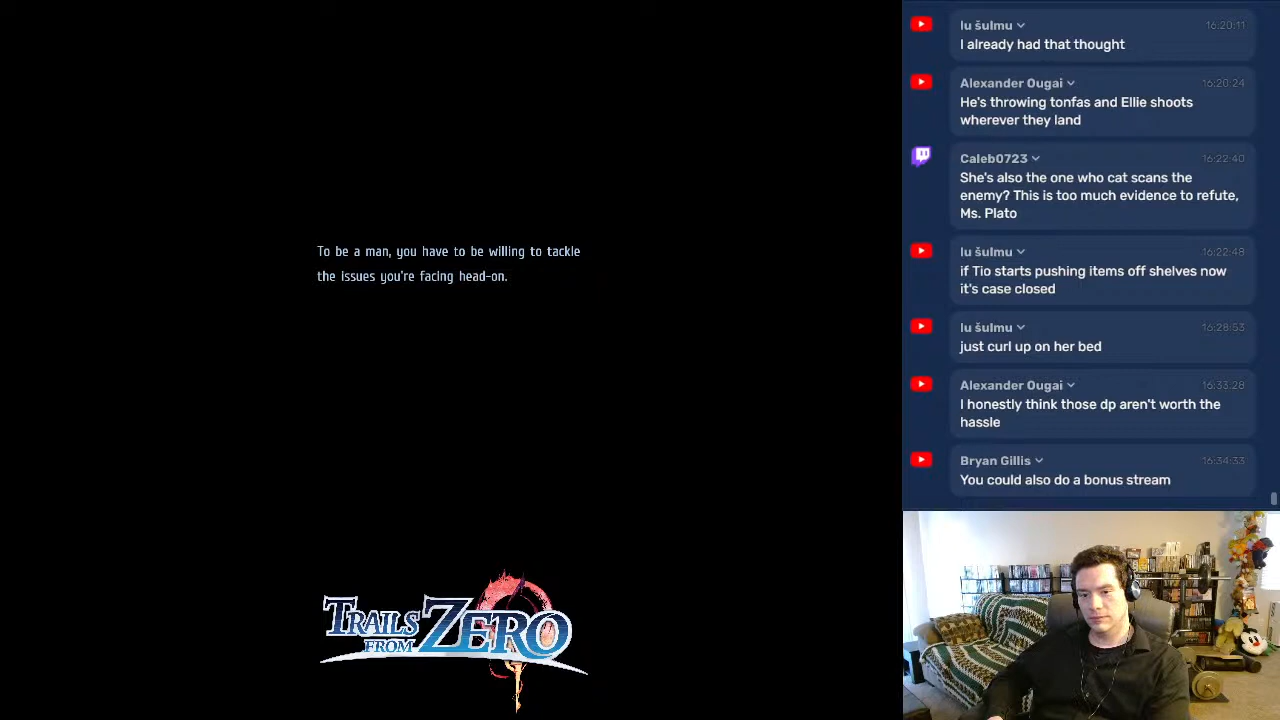 To be a man, you have to be willing to tackle
the issues you're facing head-on.
TRAILS
FROM
ZERO
lu šulmu
16:20:11
I already had that thought
Alexander Ougai
16:20:24
He's throwing tonfas and Ellie shoots
wherever they land
Caleb0723
16:22:40
She's also the one who cat scans the
enemy? This is too much evidence to refute,
Ms. Plato
lu šulmu
16:22:48
if Tio starts pushing items off shelves now
it's case closed
lu šulmu
16:28:53
just curl up on her bed
Alexander Ougai
16:33:28
I honestly think those dp aren't worth the
hassle
Bryan Gillis
16:34:33
You could also do a bonus stream